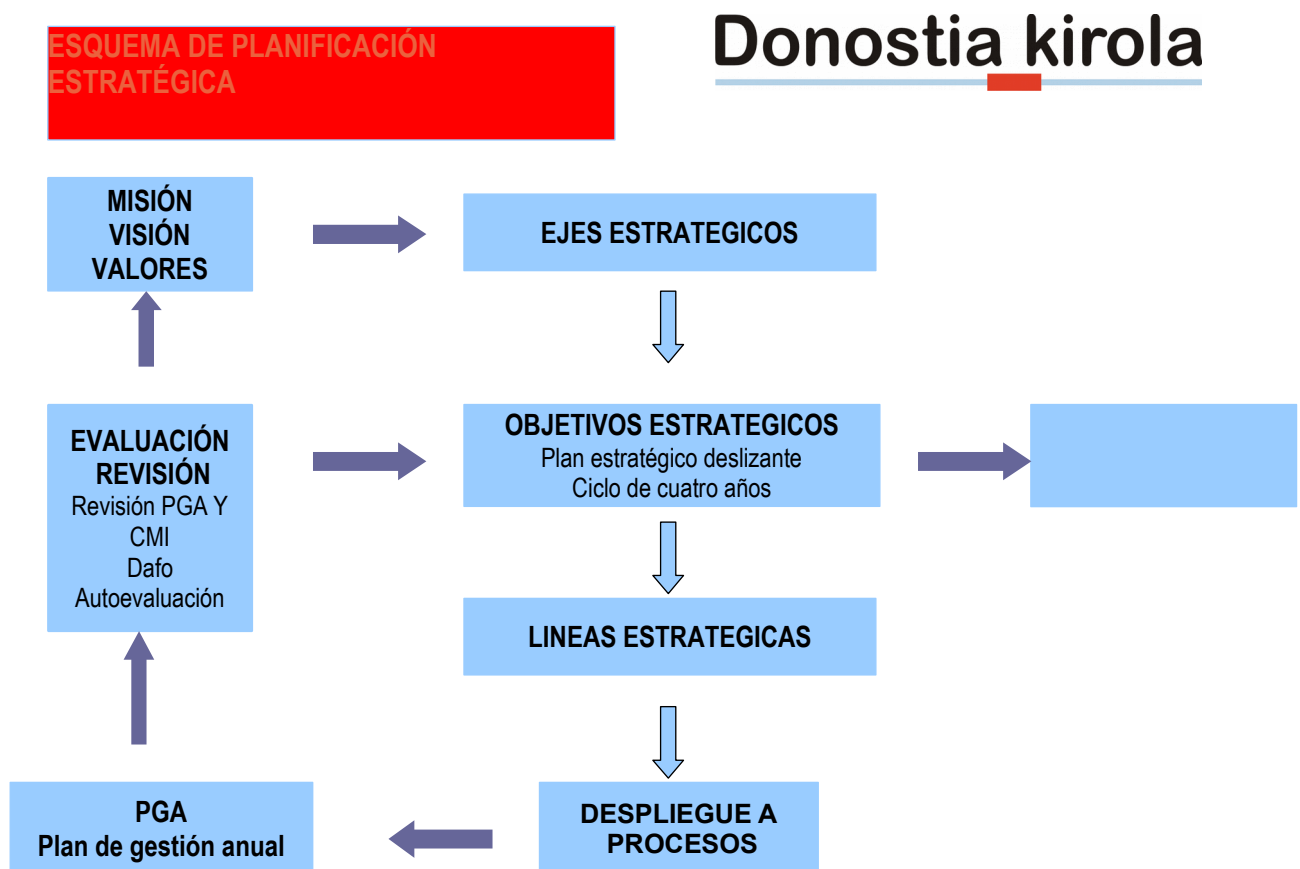 ESQUEMA DE PLANIFICACIÓN
ESTRATÉGICA
Donostia kirola
MISIÓN
VISIÓN
VALORES
EJES ESTRATEGICOS
EVALUACIÓN
REVISIÓN
Revisión PGA Y
CMI
Dafo
Autoevaluación
OBJETIVOS ESTRATEGICOS
Plan estratégico deslizante
Ciclo de cuatro años
LINEAS ESTRATEGICAS
PGA
Plan de gestión anual
DESPLIEGUE A
PROCESOS